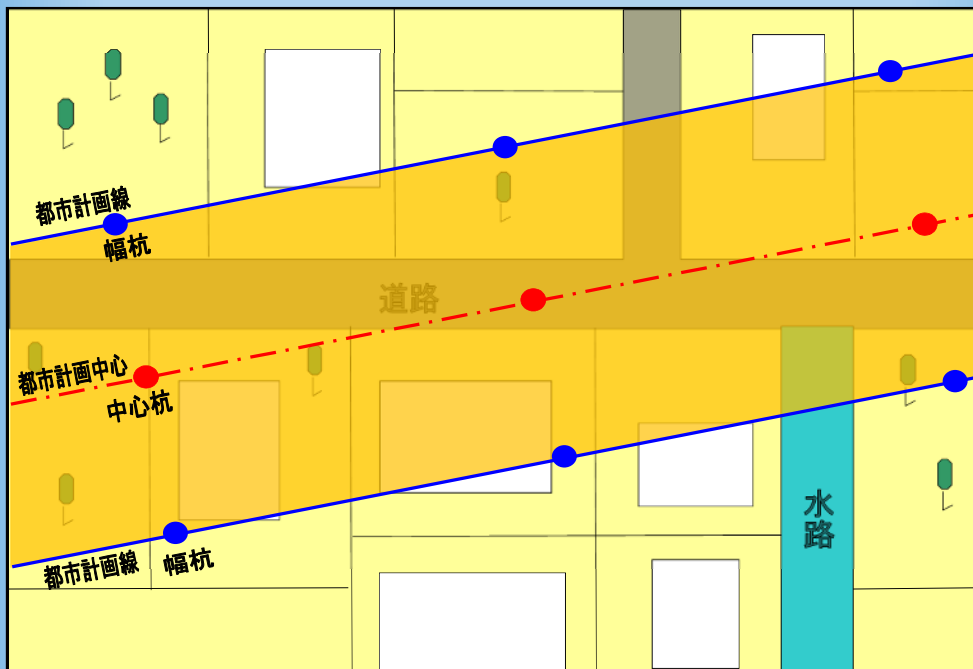 都市計画線
幅杭
道路
都市計画中心
中心杭
水路
都市計画線
幅杭